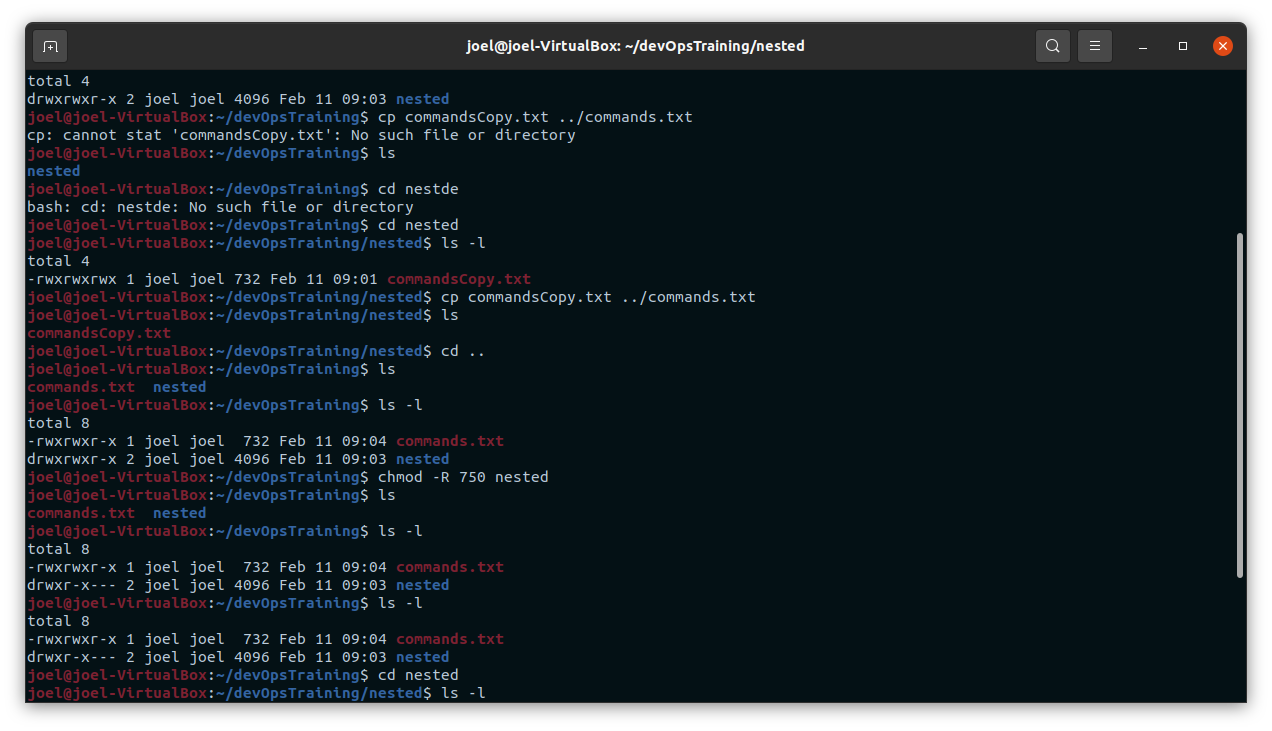 joel@joel-VirtualBox: ~/devOpsTraining/nested
total 4
drwxrwxr-x 2 joel joel 4096 Feb 11 09:03 nested
joel@joel-VirtualBox:~/devOpsTraining$ cp commandsCopy.txt ../commands.txt
cp: cannot stat 'commandsCopy.txt': No such file or directory
joel@joel-VirtualBox:~/devOpsTraining$ ls
nested
joel@joel-VirtualBox:~/devOpsTraining$ cd nestde
bash: cd: nestde: No such file or directory
joel@joel-VirtualBox:~/devOpsTraining$ cd nested
joel@joel-VirtualBox:~/devOpsTraining/nested$ ls -l
total 4
-rwxrwxrwx 1 joel joel 732 Feb 11 09:01 commandsCopy.txt
joel@joel-VirtualBox:~/devOpsTraining/nested$ cp commandsCopy.txt ../commands.txt
joel@joel-VirtualBox:~/devOpsTraining/nested$ ls
commandsCopy.txt
joel@joel-VirtualBox:~/devOpsTraining/nested$ cd ..
joel@joel-VirtualBox:~/devOpsTraining$ ls
commands.txt  nested
joel@joel-VirtualBox:~/devOpsTraining$ ls -l
total 8
-rwxrwxr-x 1 joel joel  732 Feb 11 09:04 commands.txt
drwxrwxr-x 2 joel joel 4096 Feb 11 09:03 nested
joel@joel-VirtualBox:~/devOpsTraining$ chmod -R 750 nested
joel@joel-VirtualBox:~/devOpsTraining$ ls
commands.txt  nested
joel@joel-VirtualBox:~/devOpsTraining$ ls -l
total 8
-rwxrwxr-x 1 joel joel  732 Feb 11 09:04 commands.txt
drwxr-x--- 2 joel joel 4096 Feb 11 09:03 nested
joel@joel-VirtualBox:~/devOpsTraining$ ls -l
total 8
-rwxrwxr-x 1 joel joel  732 Feb 11 09:04 commands.txt
drwxr-x--- 2 joel joel 4096 Feb 11 09:03 nested
joel@joel-VirtualBox:~/devOpsTraining$ cd nested
joel@joel-VirtualBox:~/devOpsTraining/nested$ ls -l